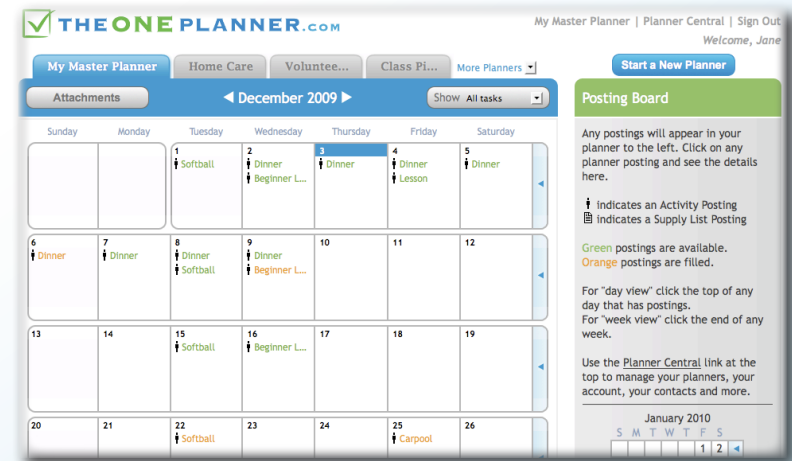 THEONEPLANNER.COM
My Master Planner | Planner Central | Sign Out
Welcome, Jane
My Master Planner
Home Care
Voluntee...
Class Pi...
More Planners
Start a New Planner
Attachments
December 2009
Show All tasks
Posting Board
Sunday Monday Tuesday Wednesday Thursday Friday Saturday
1 2 3 4 5
Softball Dinner Dinner Dinner Dinner
Beginner L... Lesson
6 7 8 9 10 11 12
Dinner Dinner Dinner Dinner
Softball Beginner L...
13 14 15 16 17 18 19
Softball Beginner L...
20 21 22 23 24 25 26
Softball Carpool
Any postings will appear in your
planner to the left. Click on any
planner posting and see the details
here.
indicates an Activity Posting
indicates a Supply List Posting
Green postings are available.
Orange postings are filled.
For "day view" click the top of any
day that has postings.
For "week view" click the end of any
week.
Use the Planner Central link at the
top to manage your planners, your
account, your contacts and more.
January 2010
S M T W T F S
1 2